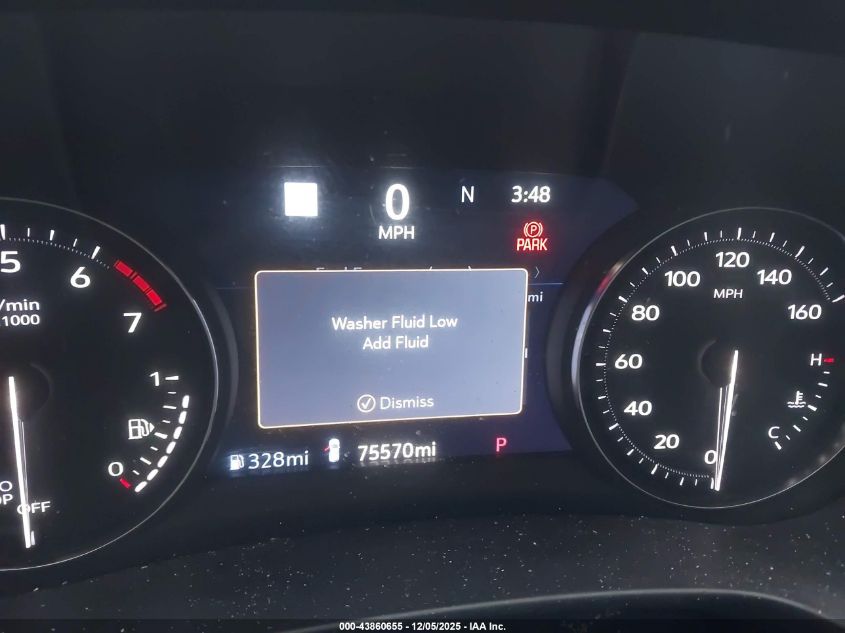 0
MPH
N
3:48
PARK
mi
Washer Fluid Low
Add Fluid
Dismiss
328mi
75570mi
P
5
6
7
/min
1000
1
0
OFF
0
20
40
60
80
100
120
140
160
MPH
H
C
000-43860655 - 12/05/2025 - IAA Inc.